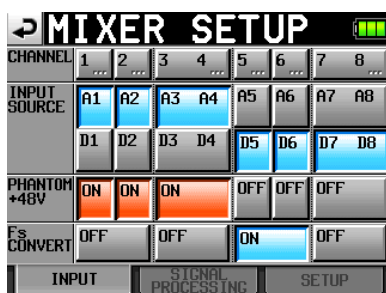 MIXER SETUP
CHANNEL 1... 2... 3 4... 5... 6... 7 8...
INPUT SOURCE A1 A2 A3 A4 A5 A6 A7 A8
D1 D2 D3 D4 D5 D6 D7 D8
PHANTOM +48V ON ON ON OFF OFF OFF
Fs CONVERT OFF OFF ON OFF
INPUT SIGNAL PROCESSING SETUP